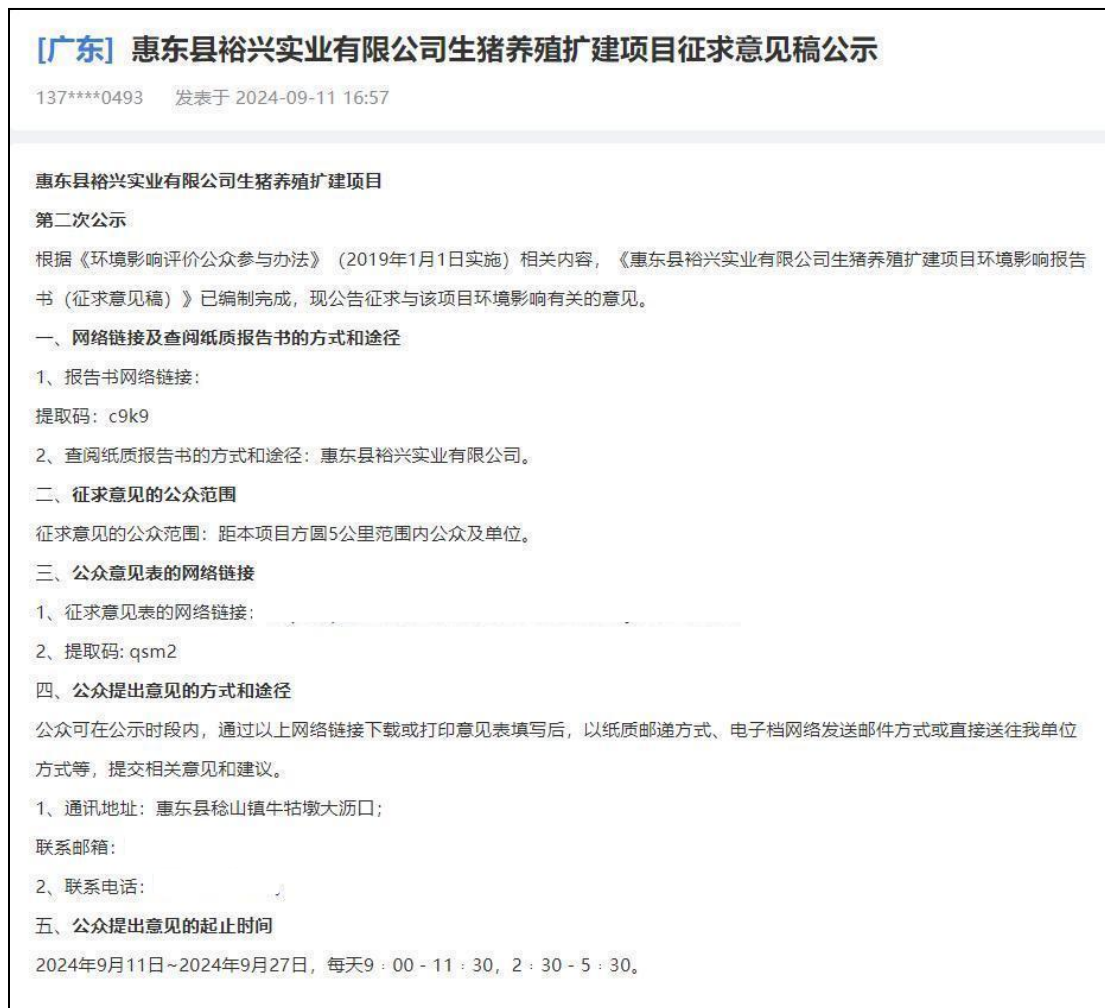 [广东] 惠东县裕兴实业有限公司生猪养殖扩建项目征求意见稿公示
137****0493 发表于 2024-09-11 16:57
惠东县裕兴实业有限公司生猪养殖扩建项目
第二次公示
根据《环境影响评价公众参与办法》（2019年1月1日实施）相关内容，《惠东县裕兴实业有限公司生猪养殖扩建项目环境影响报告
书（征求意见稿）》已编制完成，现公告征求与该项目环境影响有关的意见。
一、网络链接及查阅纸质报告书的方式和途径
1、报告书网络链接：
提取码：c9k9
2、查阅纸质报告书的方式和途径：惠东县裕兴实业有限公司。
二、征求意见的公众范围
征求意见的公众范围：距本项目方圆5公里范围内公众及单位。
三、公众意见表的网络链接
1、征求意见表的网络链接：
2、提取码: qsm2
四、公众提出意见的方式和途径
公众可在公示时段内，通过以上网络链接下载或打印意见表填写后，以纸质邮递方式、电子档网络发送邮件方式或直接送往我单位
方式等，提交相关意见和建议。
1、通讯地址：惠东县稔山镇牛牯墩大沥口；
联系邮箱：
2、联系电话：
五、公众提出意见的起止时间
2024年9月11日~2024年9月27日，每天9﹕00 - 11﹕30，2﹕30 - 5﹕30。